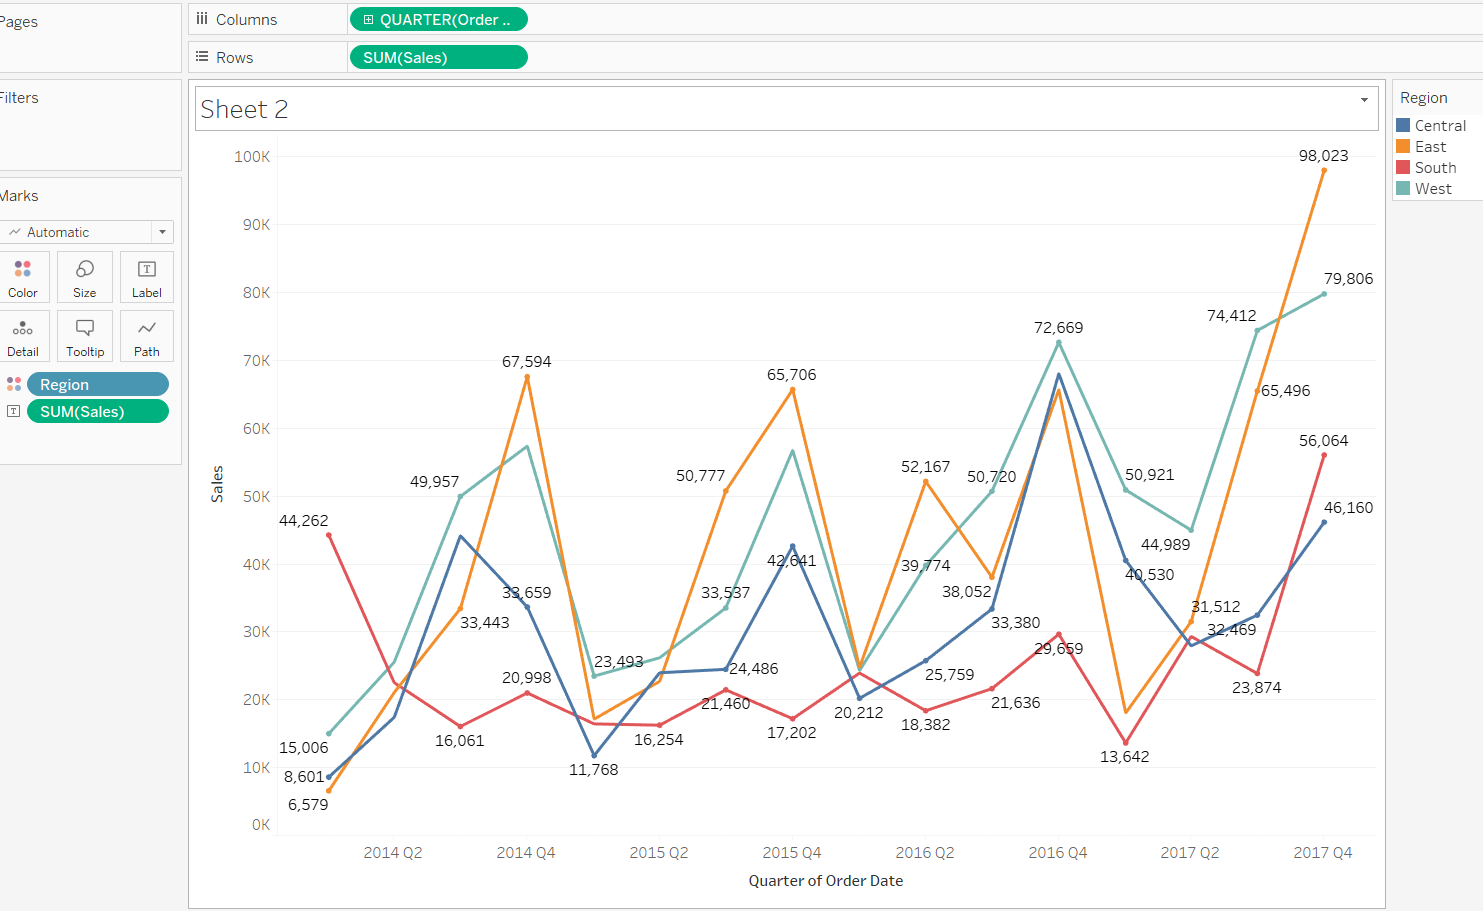 Pages
Columns
QUARTER(Order ..
Rows
SUM(Sales)
Filters
Marks
Automatic
Color
Size
Label
Detail
Tooltip
Path
Region
SUM(Sales)
Sheet 2
Region
Central
East
South
West
Sales
100K
90K
80K
70K
60K
50K
40K
30K
20K
10K
0K
98,023
79,806
74,412
72,669
67,594
65,706
65,496
56,064
52,167
50,777
50,720
50,921
49,957
46,160
44,262
44,989
42,641
40,530
39,774
38,052
33,659
33,537
33,443
33,380
31,512
32,469
29,659
25,759
24,486
23,493
23,874
20,998
21,460
21,636
20,212
18,382
17,202
16,061
16,254
15,006
13,642
11,768
8,601
6,579
2014 Q2
2014 Q4
2015 Q2
2015 Q4
2016 Q2
2016 Q4
2017 Q2
2017 Q4
Quarter of Order Date